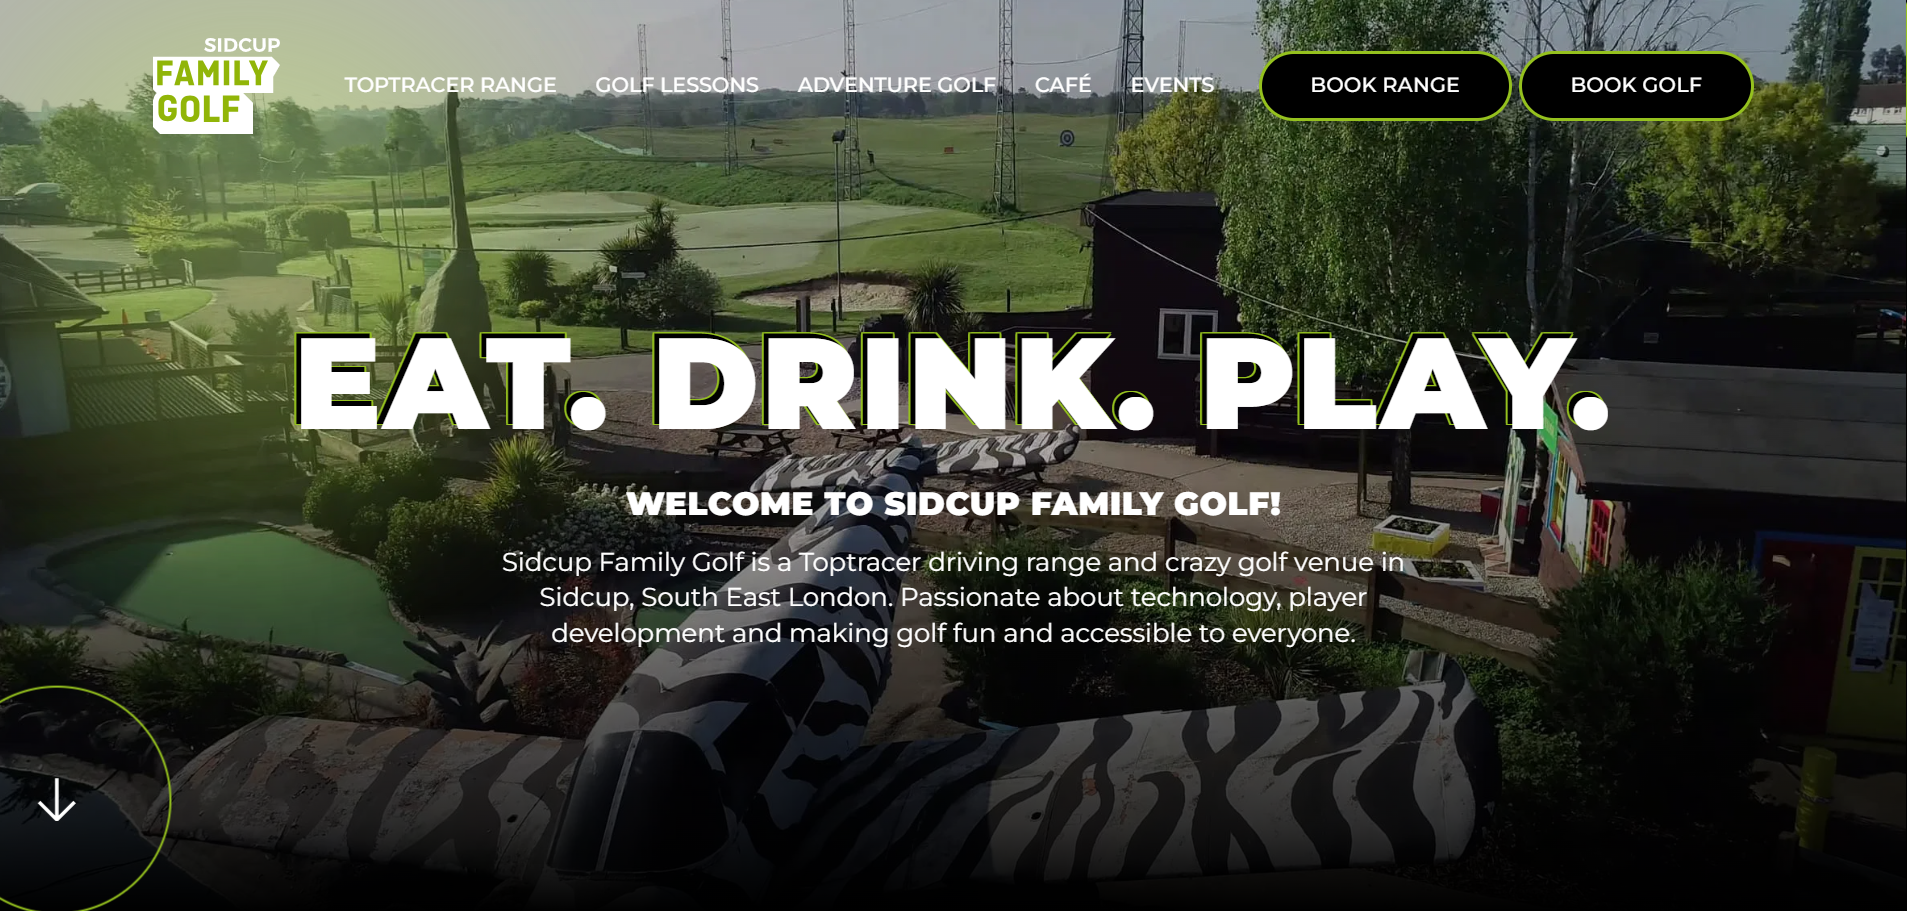 SIDCUP
FAMILY
GOLF
TOPTRACER RANGE
GOLF LESSONS
ADVENTURE GOLF
CAFÉ
EVENTS
BOOK RANGE
BOOK GOLF
EAT. DRINK. PLAY.
WELCOME TO SIDCUP FAMILY GOLF!
Sidcup Family Golf is a Toptracer driving range and crazy golf venue in
Sidcup, South East London. Passionate about technology, player
development and making golf fun and accessible to everyone.